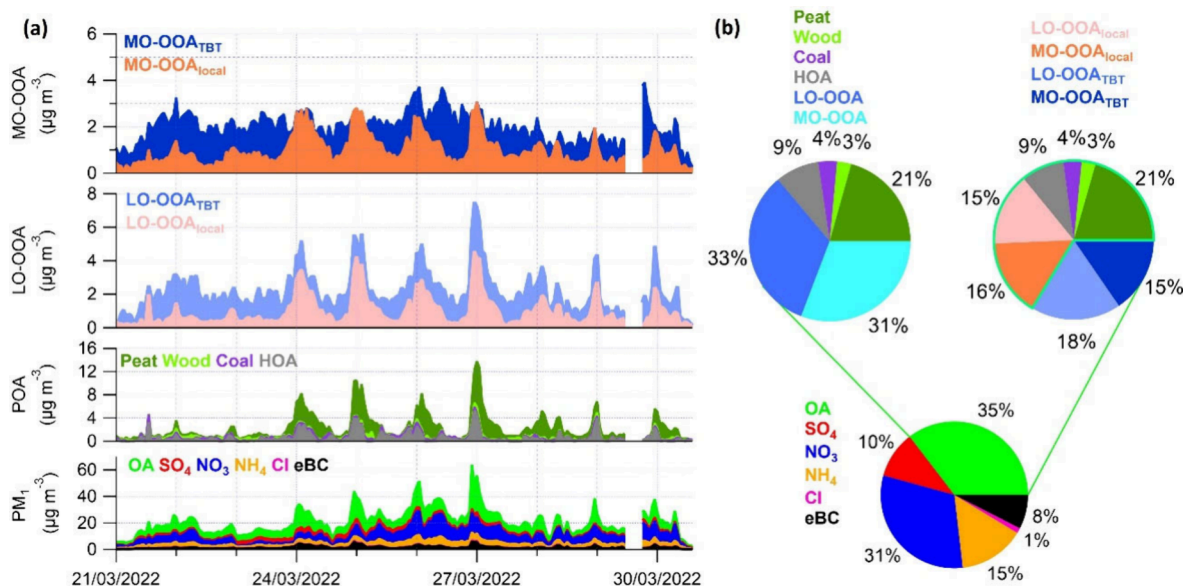 (a)
MO-OOA
(µg m⁻³)
6
4
2
0
MO-OOA_TBT
MO-OOA_local
LO-OOA
(µg m⁻³)
8
6
4
2
0
LO-OOA_TBT
LO-OOA_local
POA
(µg m⁻³)
16
12
8
4
0
Peat Wood Coal HOA
PM₁
(µg m⁻³)
60
40
20
0
OA SO₄ NO₃ NH₄ Cl eBC
21/03/2022 24/03/2022 27/03/2022 30/03/2022
(b)
Peat
Wood
Coal
HOA
LO-OOA
MO-OOA
9% 4% 3%
21%
33%
31%
LO-OOA_local
MO-OOA_local
LO-OOA_TBT
MO-OOA_TBT
9% 4% 3%
21%
15%
16%
15%
18%
OA
SO₄
NO₃
NH₄
Cl
eBC
35%
10%
31%
8%
1%
15%